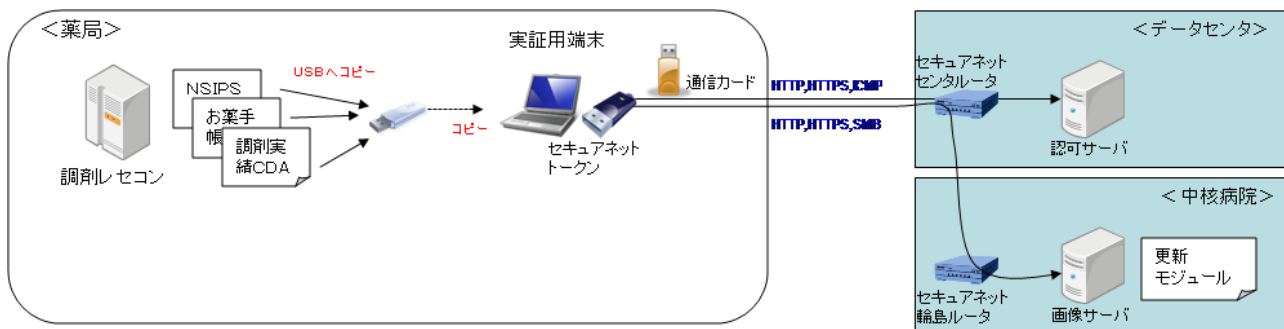 ＜薬局＞
調剤レセコン
NSIPS
お薬手
帳
調剤実
績CDA
USBへコピー
コピー
実証用端末
セキュアネット
トークン
通信カード
HTTP,HTTPS,ICMP
HTTP,HTTPS,SMB
＜データセンタ＞
セキュアネット
センタルータ
認可サーバ
＜中核病院＞
セキュアネット
輪島ルータ
画像サーバ
更新
モジュール